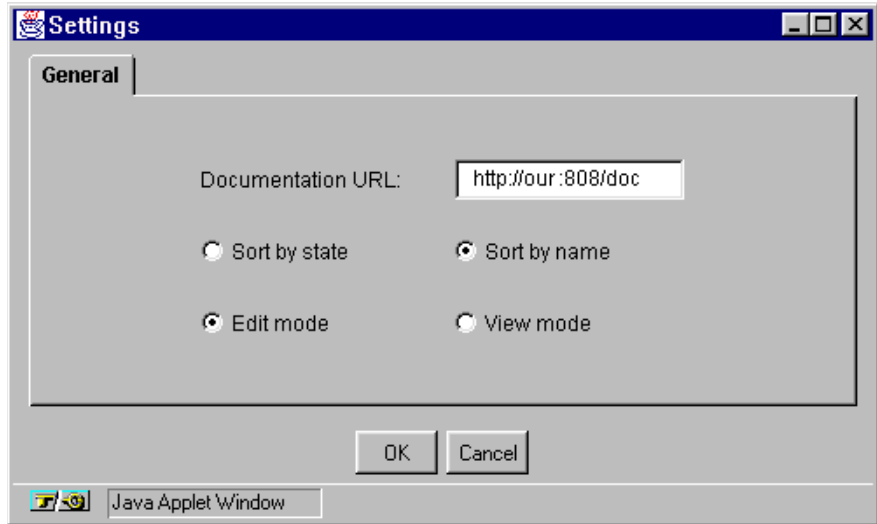 Settings
General
Documentation URL: http://our :808/doc
Sort by state Sort by name
Edit mode View mode
OK Cancel
Java Applet Window